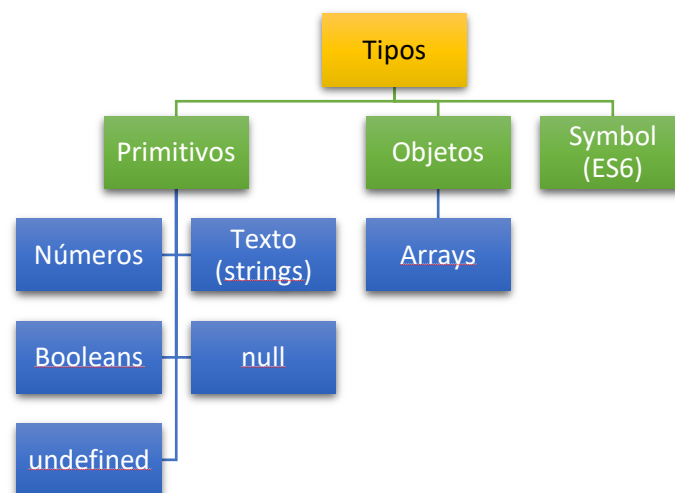 Tipos
Primitivos
Objetos
Symbol
(ES6)
Números
Texto
(strings)
Arrays
Booleans
null
undefined